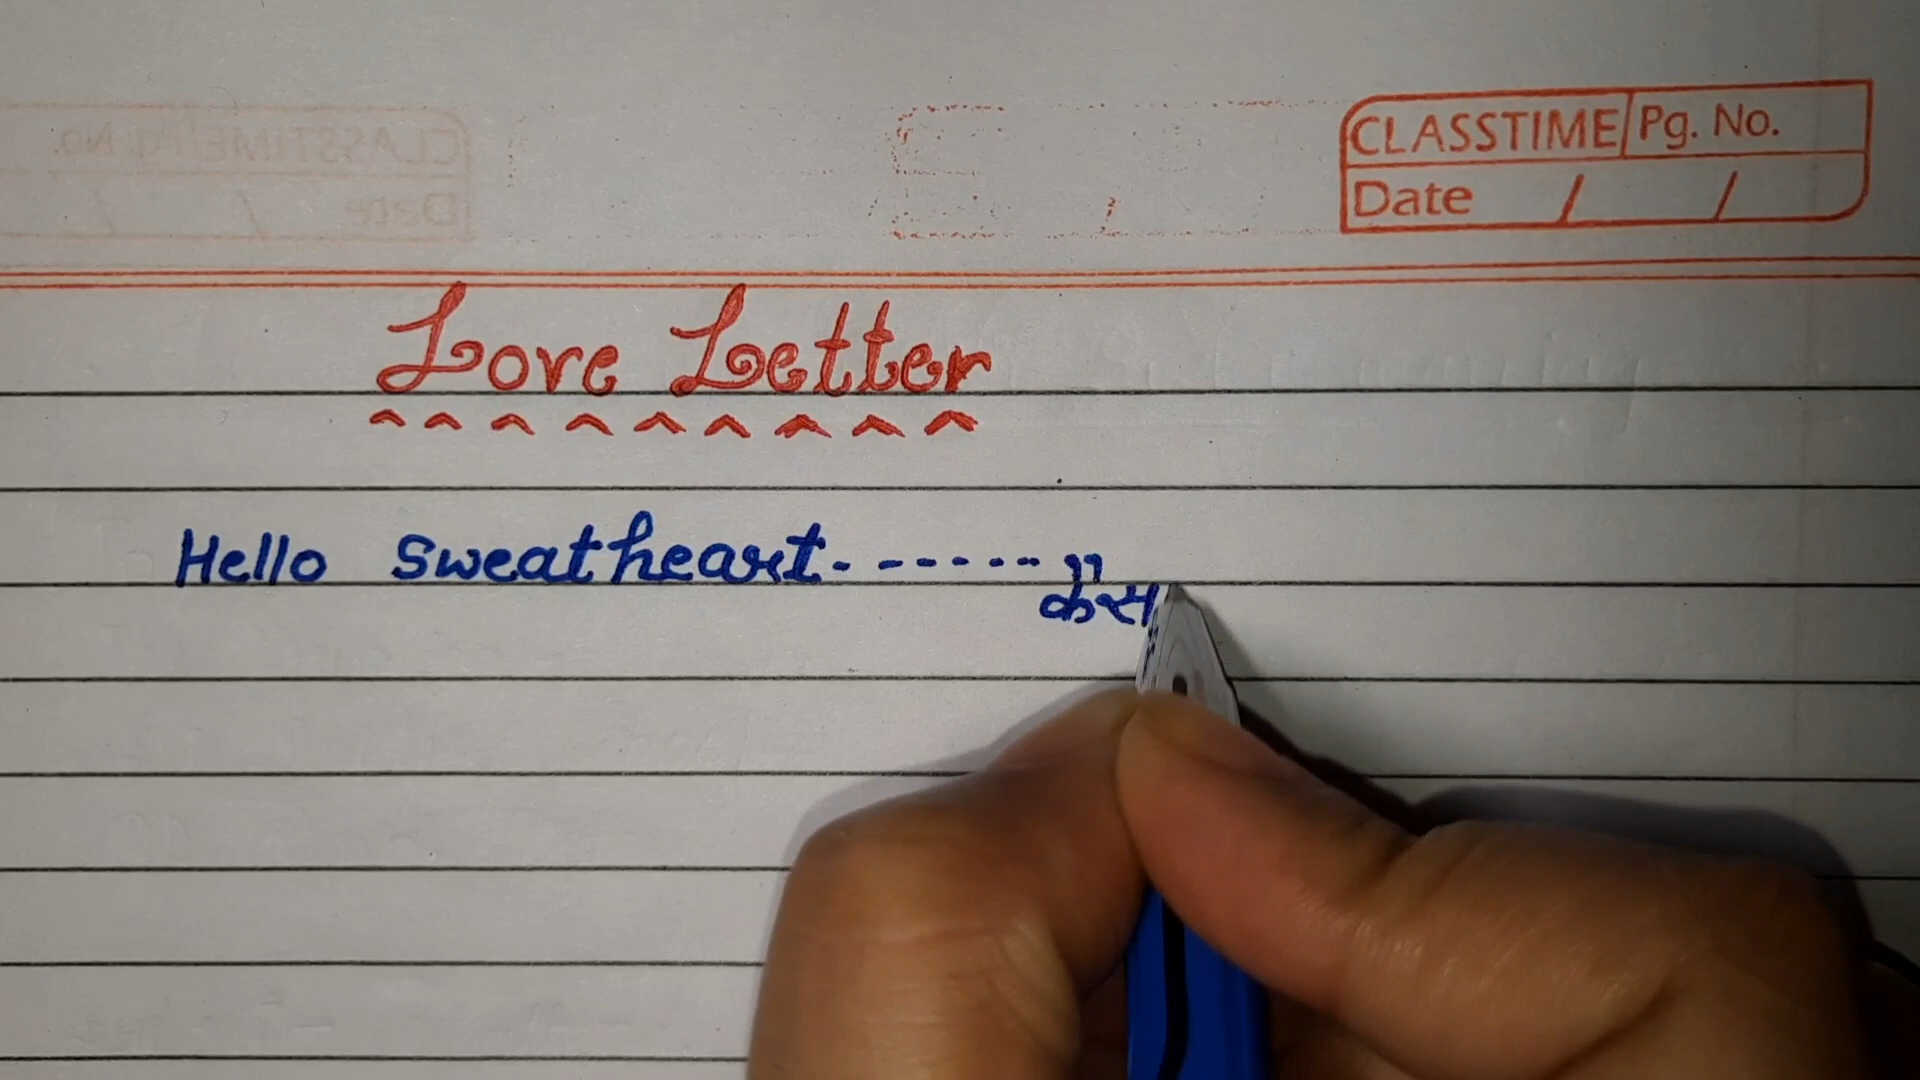 CLASSTIME Pg. No.
Date / /
Love Letter
Hello Sweatheart.------"